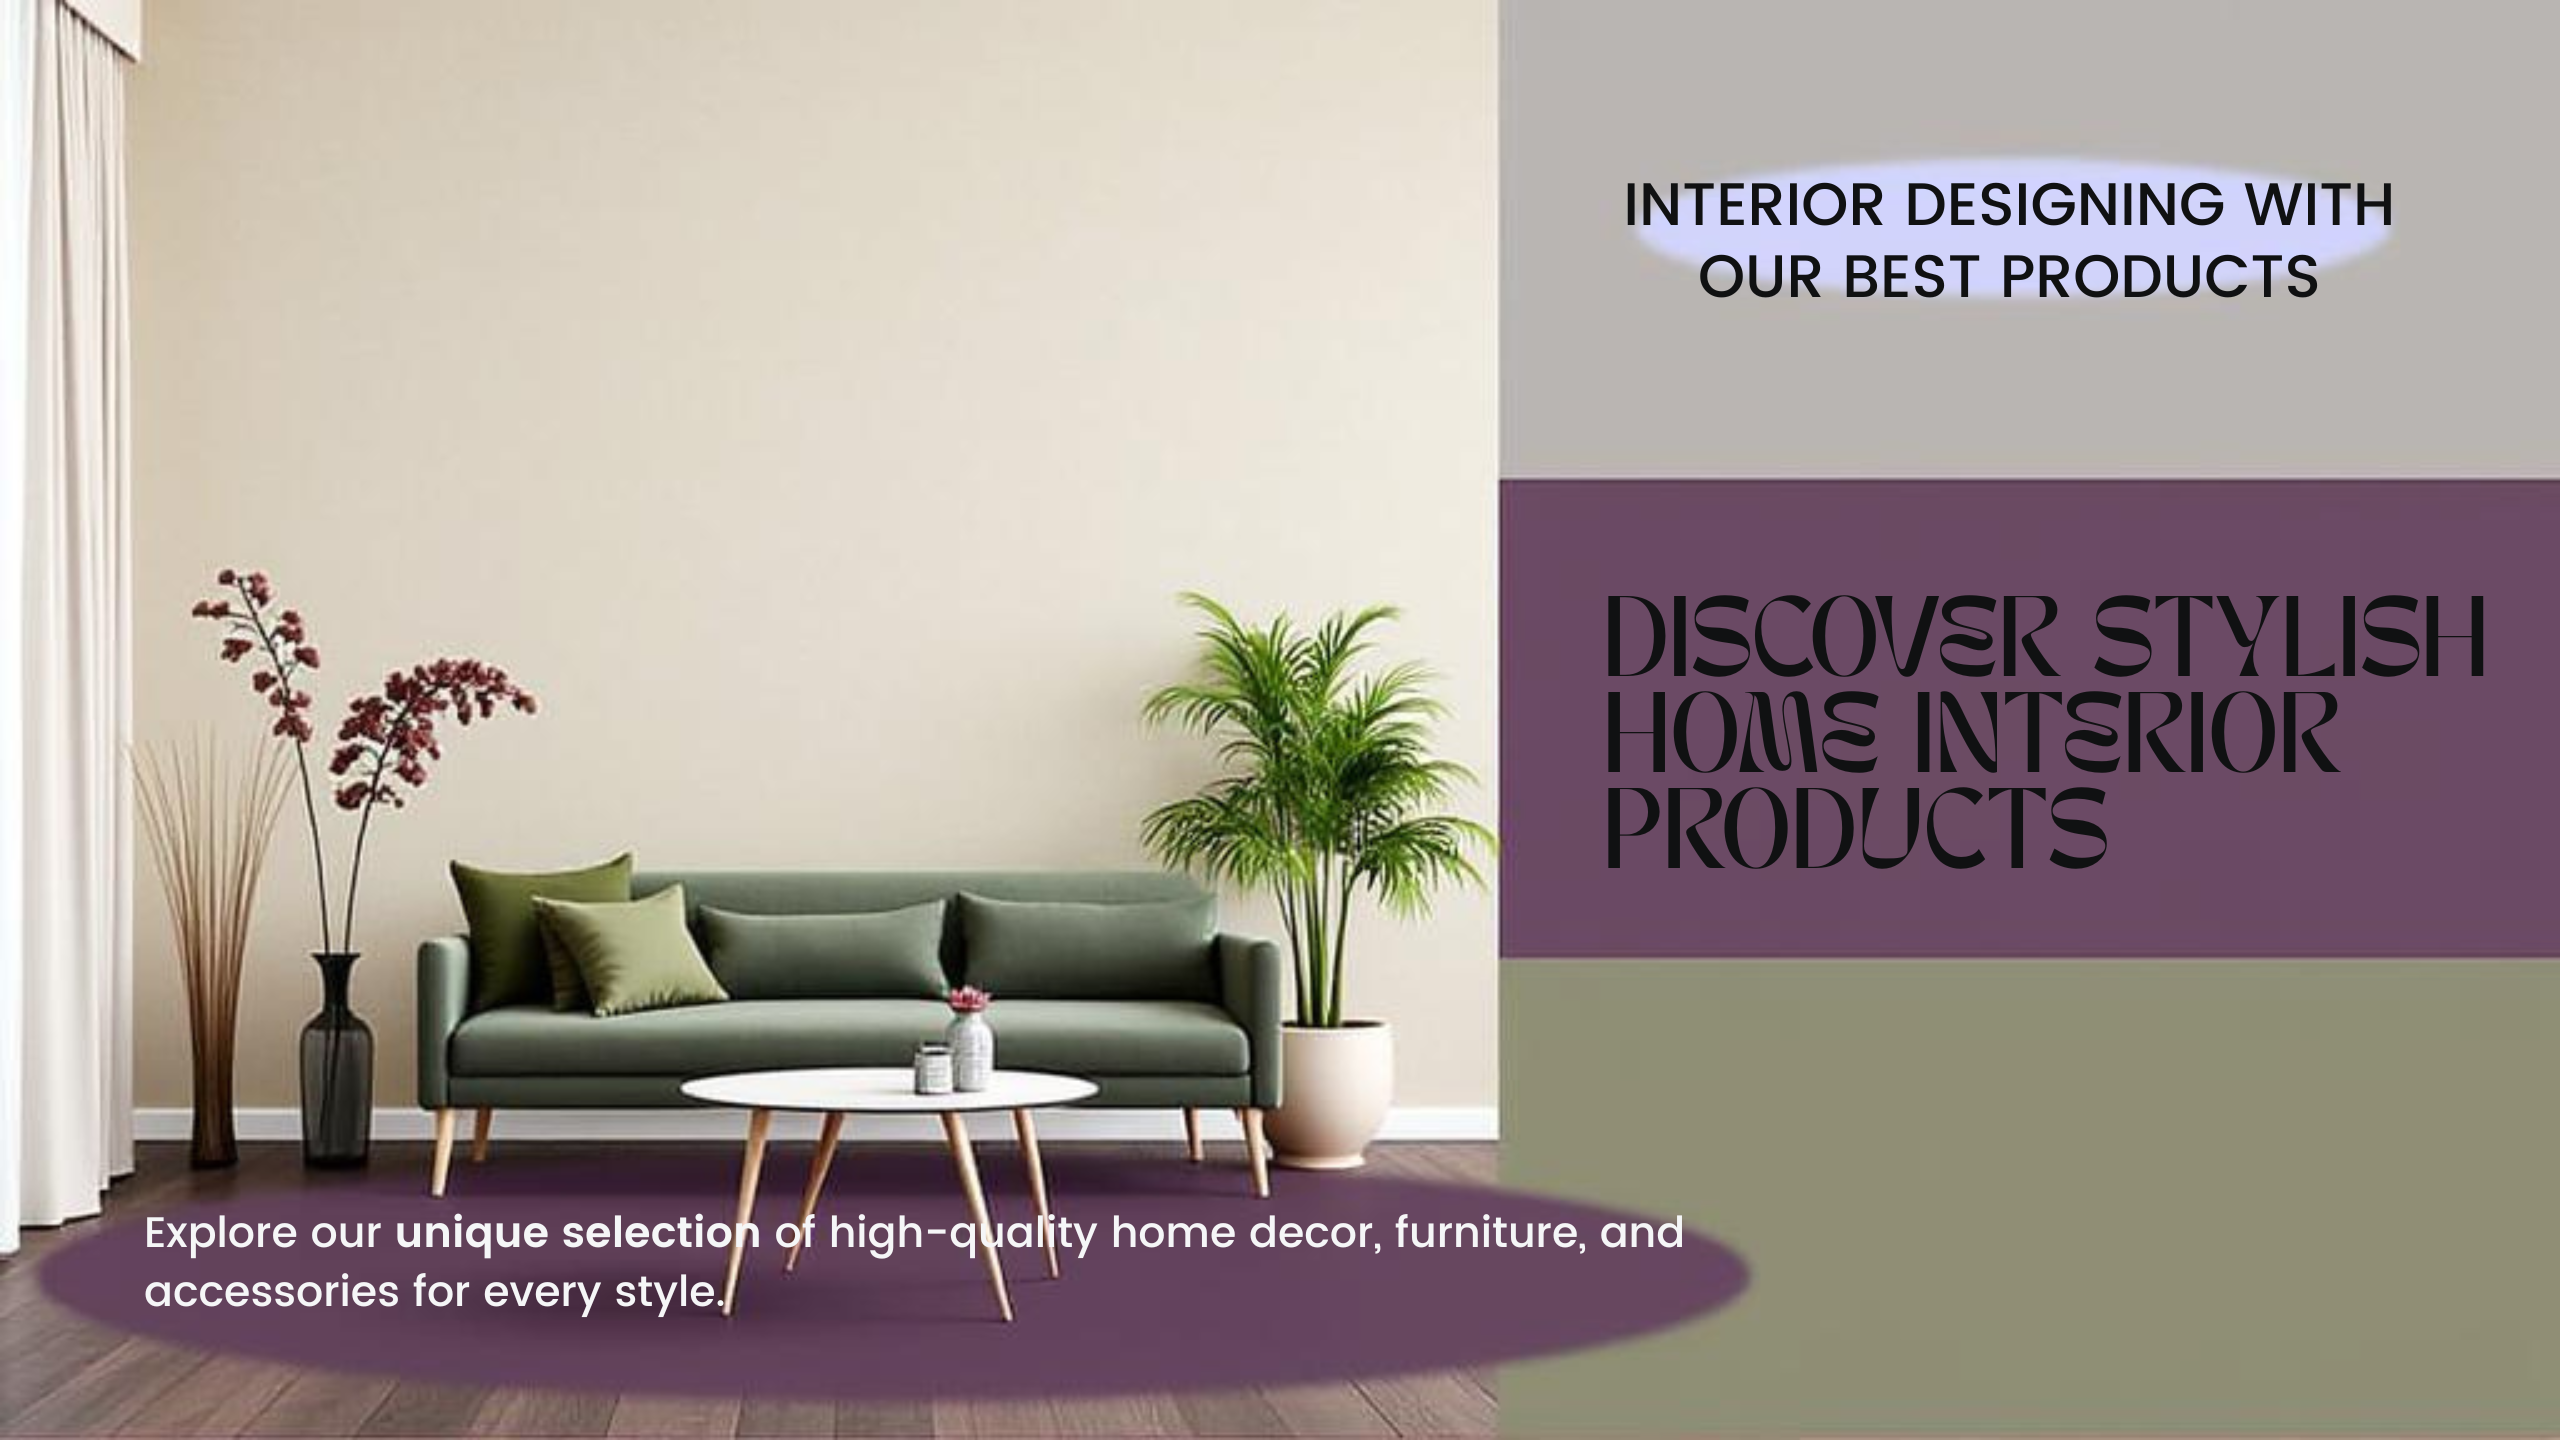 INTERIOR DESIGNING WITH
OUR BEST PRODUCTS
DISCOVER STYLISH
HOME INTERIOR
PRODUCTS
Explore our unique selection of high-quality home decor, furniture, and
accessories for every style.